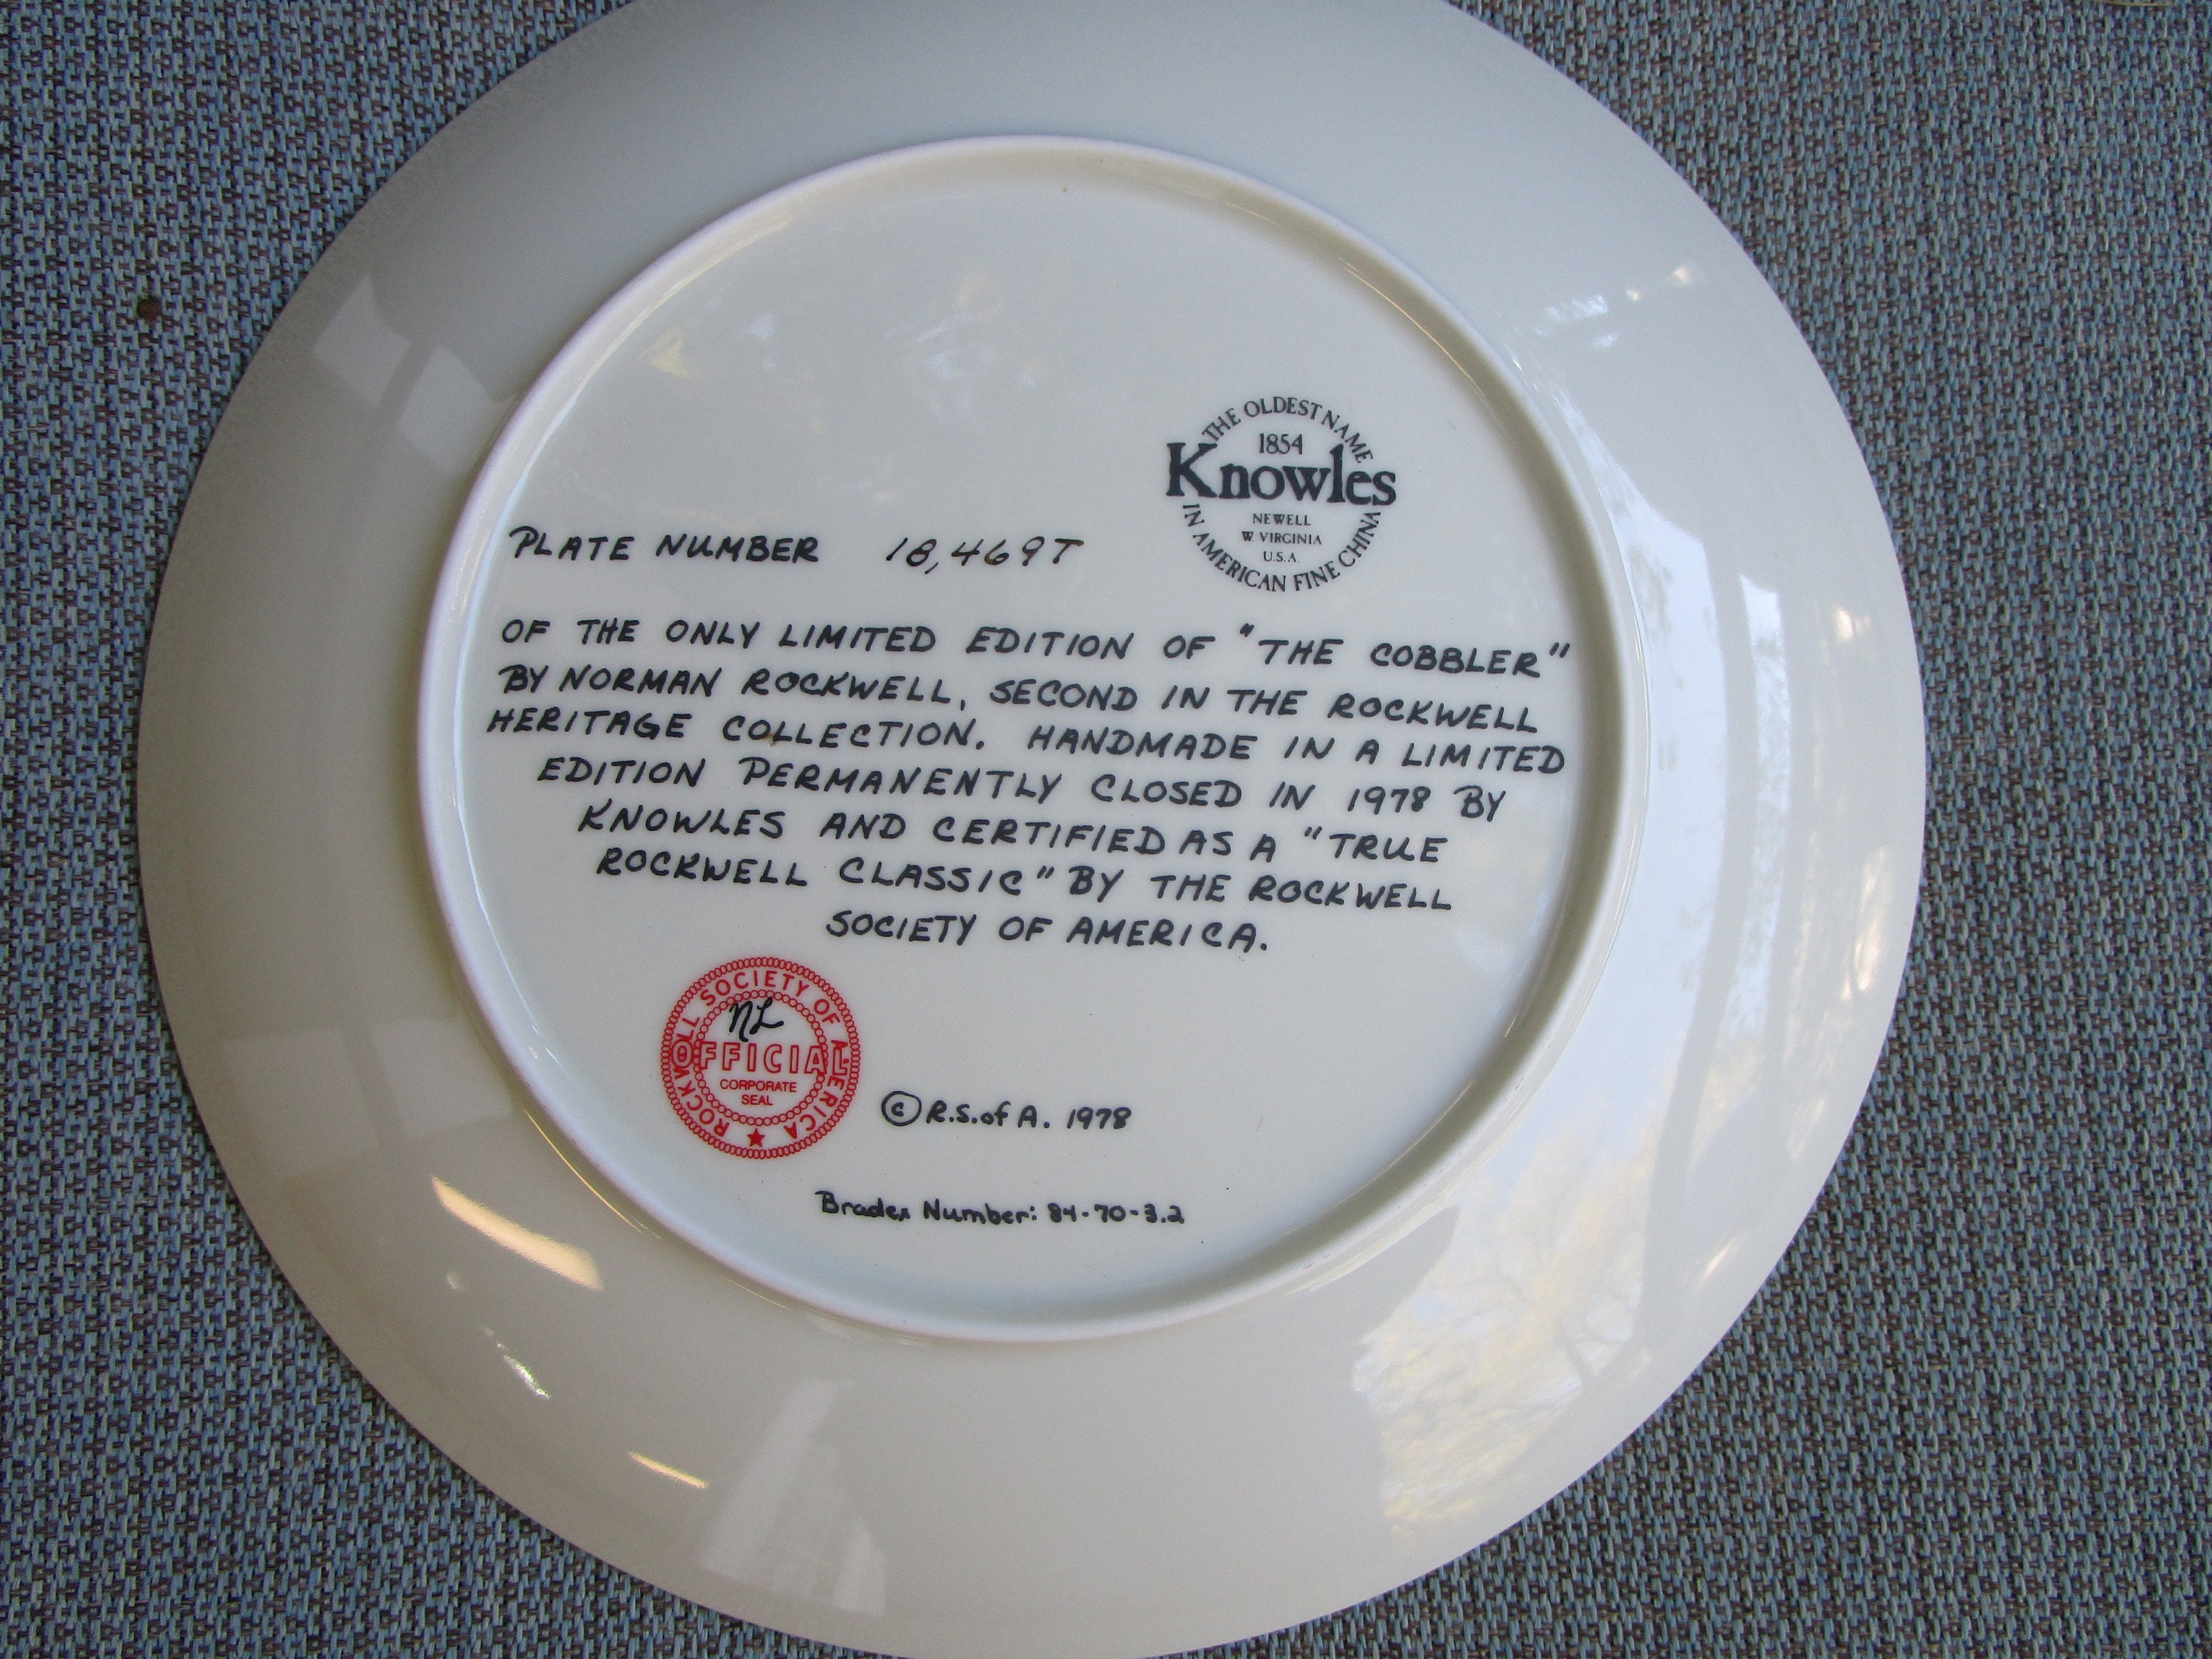 THE OLDEST NAME
1854
Knowles
NEWELL
W. VIRGINIA
U.S.A.
IN AMERICAN FINE CHINA
PLATE NUMBER 18,469T
OF THE ONLY LIMITED EDITION OF "THE COBBLER"
BY NORMAN ROCKWELL, SECOND IN THE ROCKWELL
HERITAGE COLLECTION. HANDMADE IN A LIMITED
EDITION PERMANENTLY CLOSED IN 1978 BY
KNOWLES AND CERTIFIED AS A "TRUE
ROCKWELL CLASSIC" BY THE ROCKWELL
SOCIETY OF AMERICA.
ROCKWELL SOCIETY OF AMERICA
NL
OFFICIAL
CORPORATE
SEAL
© R.S.of A. 1978
Bradex Number: 84-70-3.2